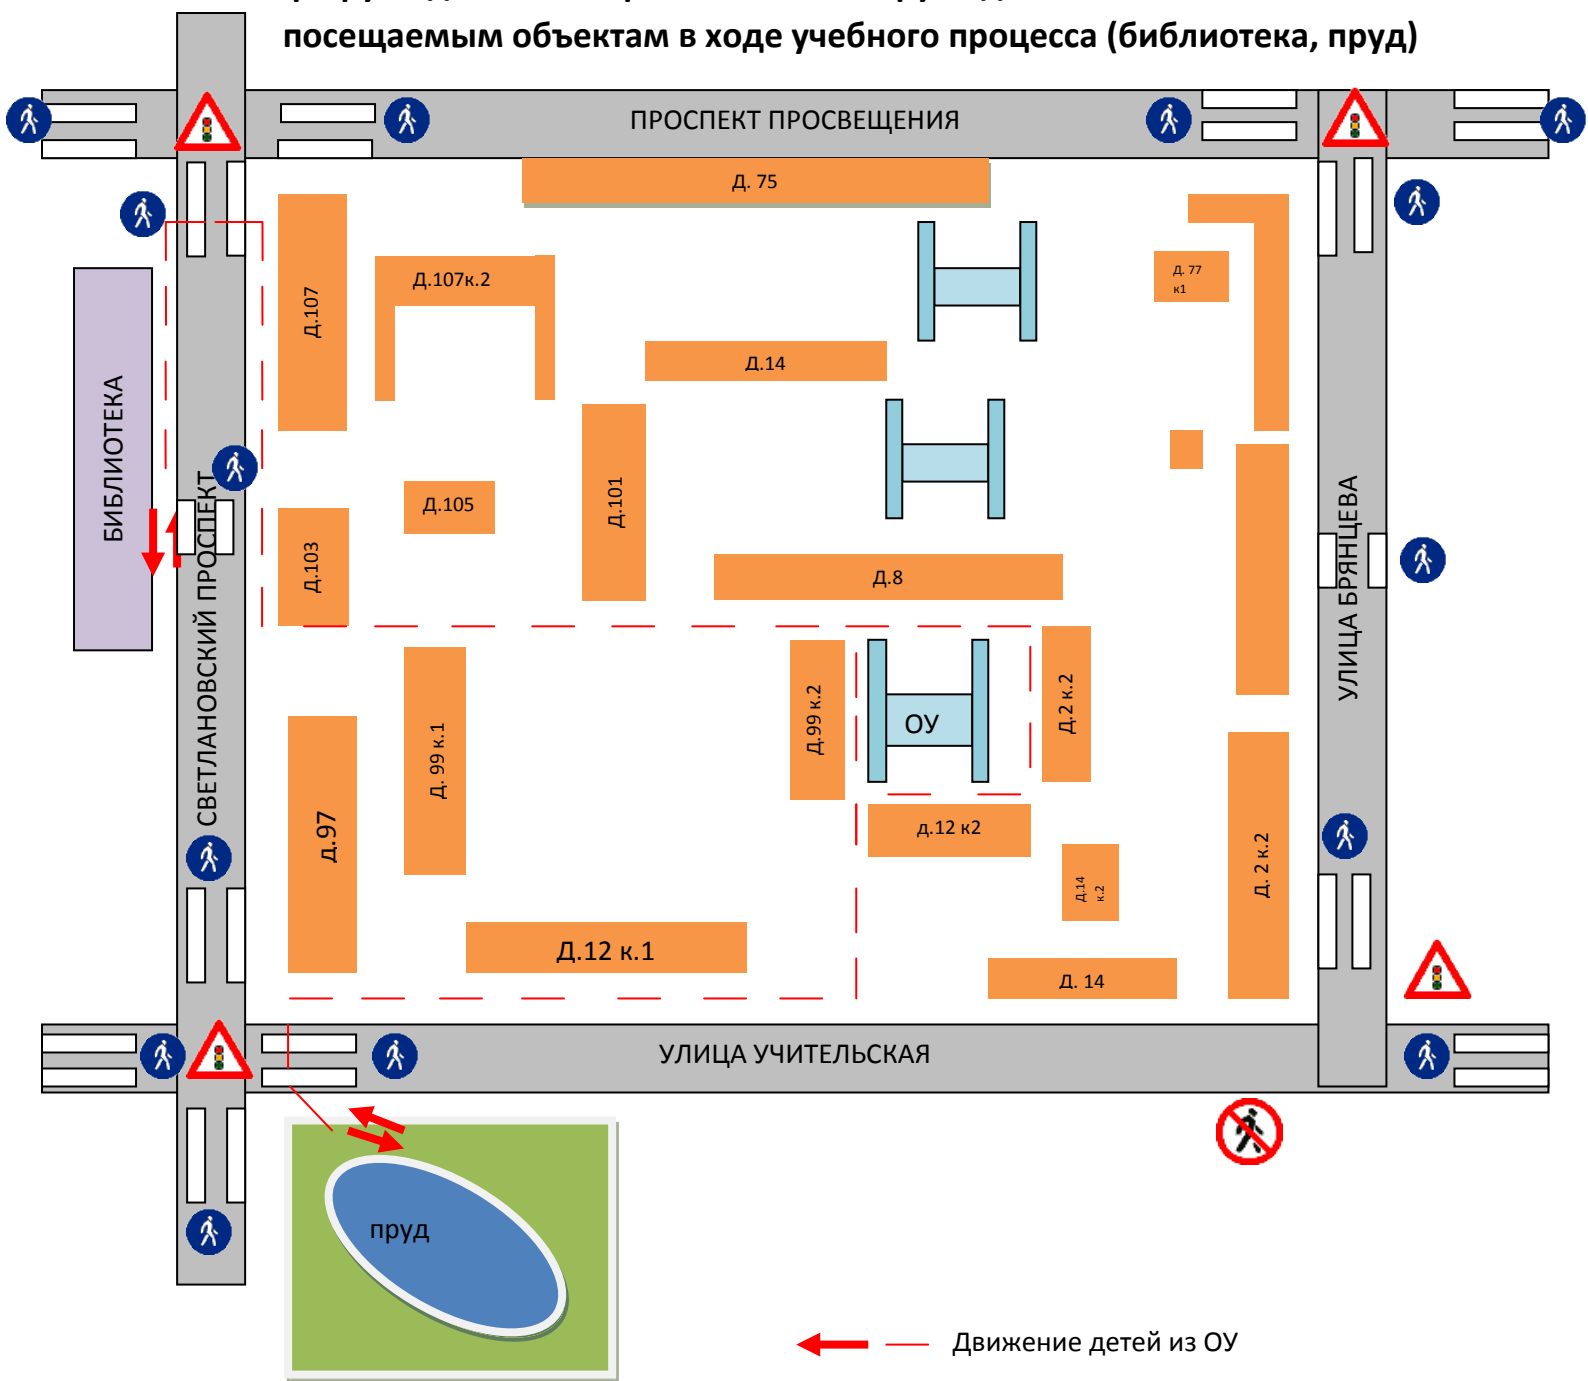 посещаемым объектам в ходе учебного процесса (библиотека, пруд)
ПРОСПЕКТ ПРОСВЕЩЕНИЯ
Д. 75
Д.107
Д.107к.2
Д. 77
к1
Д.14
БИБЛИОТЕКА
СВЕТЛАНОВСКИЙ ПРОСПЕКТ
Д.105
Д.101
Д.103
Д.8
УЛИЦА БРЯНЦЕВА
Д. 99 к.1
Д.99 к.2
ОУ
Д.2 к.2
д.97
д.12 к2
Д.14
к.2
Д. 2 к.2
Д.12 к.1
Д. 14
УЛИЦА УЧИТЕЛЬСКАЯ
пруд
Движение детей из ОУ